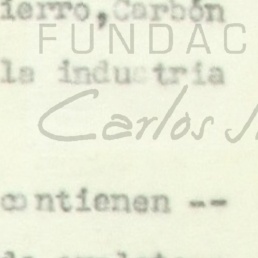 ierro, Carbón
FUNDAC
la industria
Carlos
contienen --